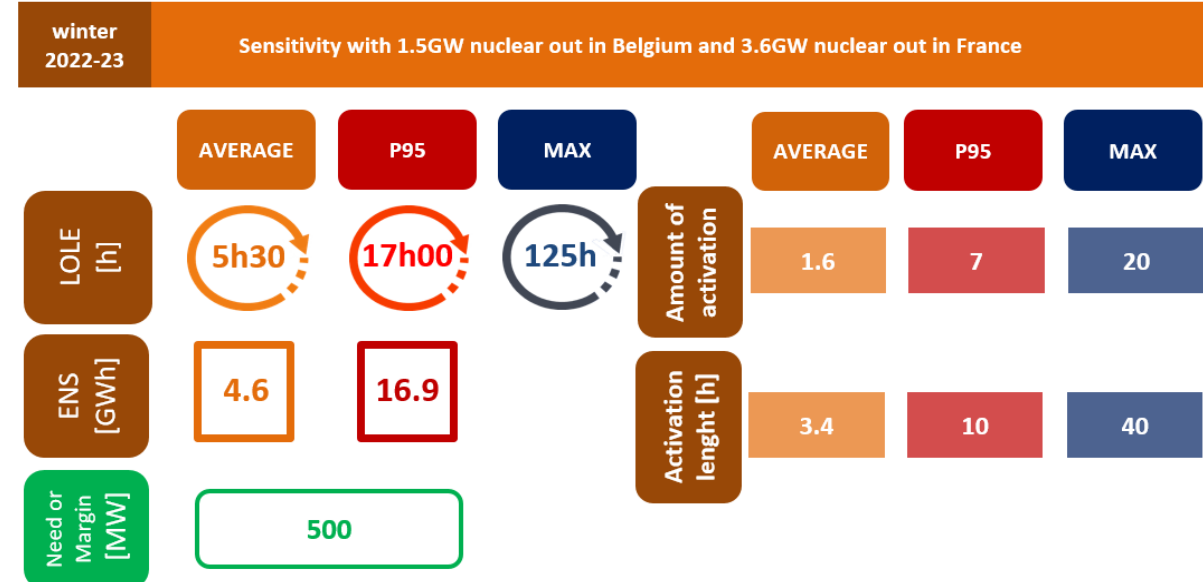 winter
2022-23
Sensitivity with 1.5GW nuclear out in Belgium and 3.6GW nuclear out in France
AVERAGE
P95
MAX
AVERAGE
P95
MAX
LOLE
[h]
5h30
17h00
125h
Amount of
activation
1.6
7
20
ENS
[GWh]
4.6
16.9
Activation
lenght [h]
3.4
10
40
Need or
Margin
[MW]
500